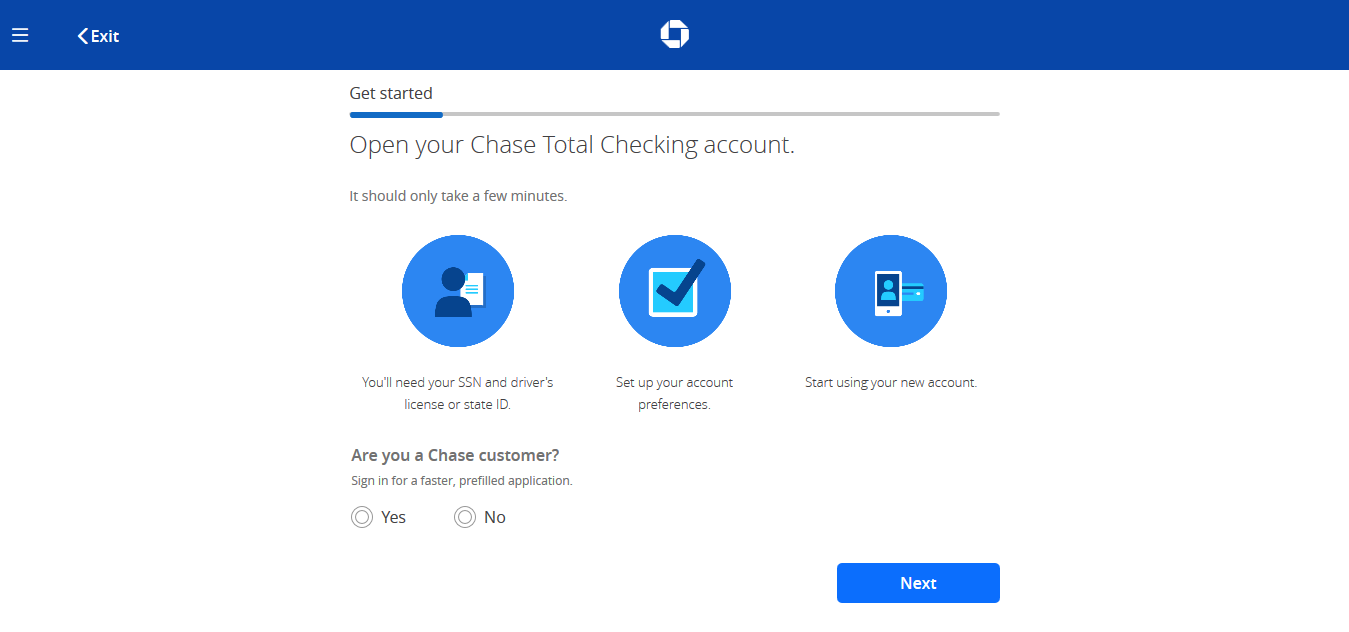 Exit
Get started
Open your Chase Total Checking account.
It should only take a few minutes.
You'll need your SSN and driver's
license or state ID.
Set up your account
preferences.
Start using your new account.
Are you a Chase customer?
Sign in for a faster, prefilled application.
Yes
No
Next